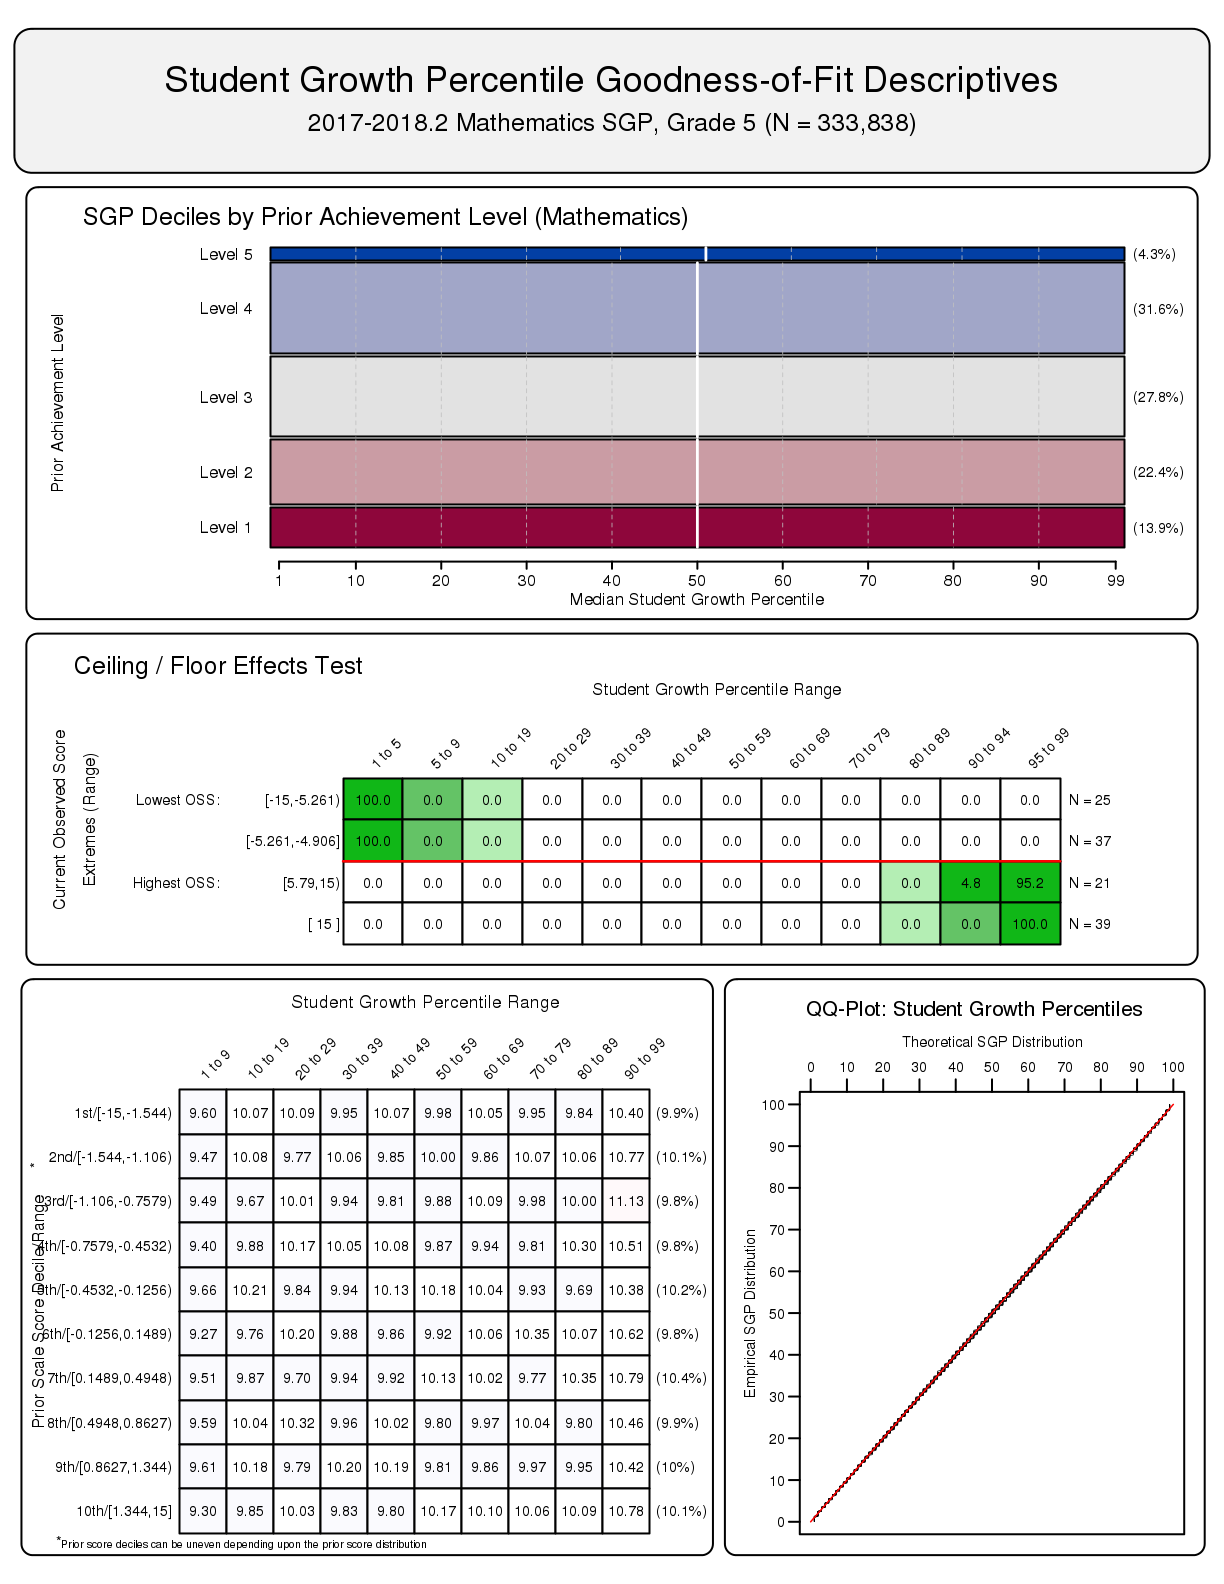 Student Growth Percentile Goodness-of-Fit Descriptives
2017-2018.2 Mathematics SGP, Grade 5 (N = 333,838)
SGP Deciles by Prior Achievement Level (Mathematics)
Prior Achievement Level
Level 5 (4.3%)
Level 4 (31.6%)
Level 3 (27.8%)
Level 2 (22.4%)
Level 1 (13.9%)
1 10 20 30 40 50 60 70 80 90 99
Median Student Growth Percentile
Ceiling / Floor Effects Test
Student Growth Percentile Range
Current Observed Score
Extremes (Range)
1 to 5 5 to 9 10 to 19 20 to 29 30 to 39 40 to 49 50 to 59 60 to 69 70 to 79 80 to 89 90 to 94 95 to 99
Lowest OSS: [-15,-5.261) 100.0 0.0 0.0 0.0 0.0 0.0 0.0 0.0 0.0 0.0 0.0 0.0 N = 25
[-5.261,-4.906] 100.0 0.0 0.0 0.0 0.0 0.0 0.0 0.0 0.0 0.0 0.0 0.0 N = 37
Highest OSS: [5.79,15) 0.0 0.0 0.0 0.0 0.0 0.0 0.0 0.0 0.0 0.0 4.8 95.2 N = 21
[ 15 ] 0.0 0.0 0.0 0.0 0.0 0.0 0.0 0.0 0.0 0.0 0.0 100.0 N = 39
Student Growth Percentile Range
Prior Scale Score Decile/Range *
1 to 9 10 to 19 20 to 29 30 to 39 40 to 49 50 to 59 60 to 69 70 to 79 80 to 89 90 to 99
1st/[-15,-1.544) 9.60 10.07 10.09 9.95 10.07 9.98 10.05 9.95 9.84 10.40 (9.9%)
2nd/[-1.544,-1.106) 9.47 10.08 9.77 10.06 9.85 10.00 9.86 10.07 10.06 10.77 (10.1%)
3rd/[-1.106,-0.7579) 9.49 9.67 10.01 9.94 9.81 9.88 10.09 9.98 10.00 11.13 (9.8%)
4th/[-0.7579,-0.4532) 9.40 9.88 10.17 10.05 10.08 9.87 9.94 9.81 10.30 10.51 (9.8%)
5th/[-0.4532,-0.1256) 9.66 10.21 9.84 9.94 10.13 10.18 10.04 9.93 9.69 10.38 (10.2%)
6th/[-0.1256,0.1489) 9.27 9.76 10.20 9.88 9.86 9.92 10.06 10.35 10.07 10.62 (9.8%)
7th/[0.1489,0.4948) 9.51 9.87 9.70 9.94 9.92 10.13 10.02 9.77 10.35 10.79 (10.4%)
8th/[0.4948,0.8627) 9.59 10.04 10.32 9.96 10.02 9.80 9.97 10.04 9.80 10.46 (9.9%)
9th/[0.8627,1.344) 9.61 10.18 9.79 10.20 10.19 9.81 9.86 9.97 9.95 10.42 (10%)
10th/[1.344,15] 9.30 9.85 10.03 9.83 9.80 10.17 10.10 10.06 10.09 10.78 (10.1%)
*Prior score deciles can be uneven depending upon the prior score distribution
QQ-Plot: Student Growth Percentiles
Theoretical SGP Distribution
0 10 20 30 40 50 60 70 80 90 100
Empirical SGP Distribution
100
90
80
70
60
50
40
30
20
10
0